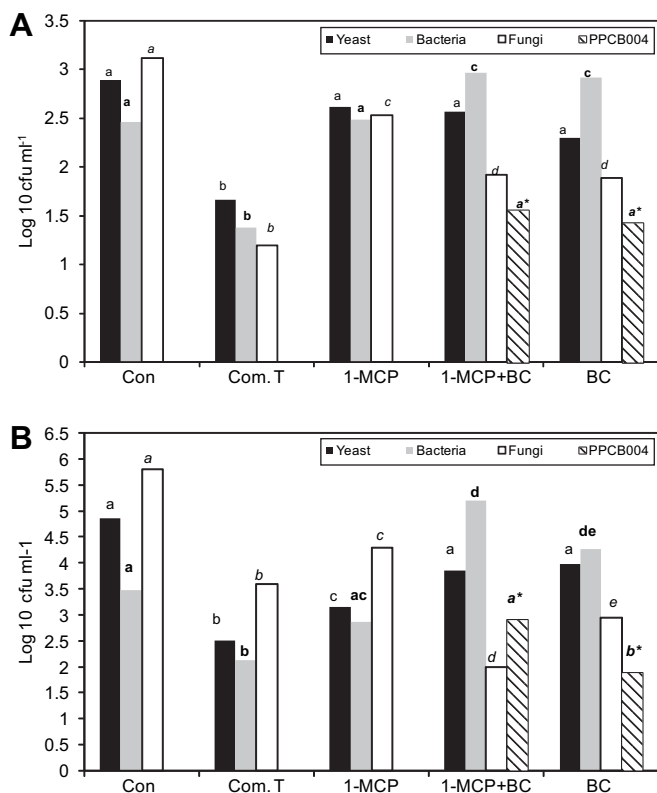 A
3.5
Yeast Bacteria Fungi PPCB004
3
2.5
2
1.5
1
0.5
0
Log 10 cfu ml-1
a a a
b b b
a a c
a c d a*
a c d a*
Con Com. T 1-MCP 1-MCP+BC BC
B
6.5
Yeast Bacteria Fungi PPCB004
6
5.5
5
4.5
4
3.5
3
2.5
2
1.5
1
0.5
0
Log 10 cfu ml-1
a a a
b b b
c ac c
a d d a*
a de e b*
Con Com. T 1-MCP 1-MCP+BC BC